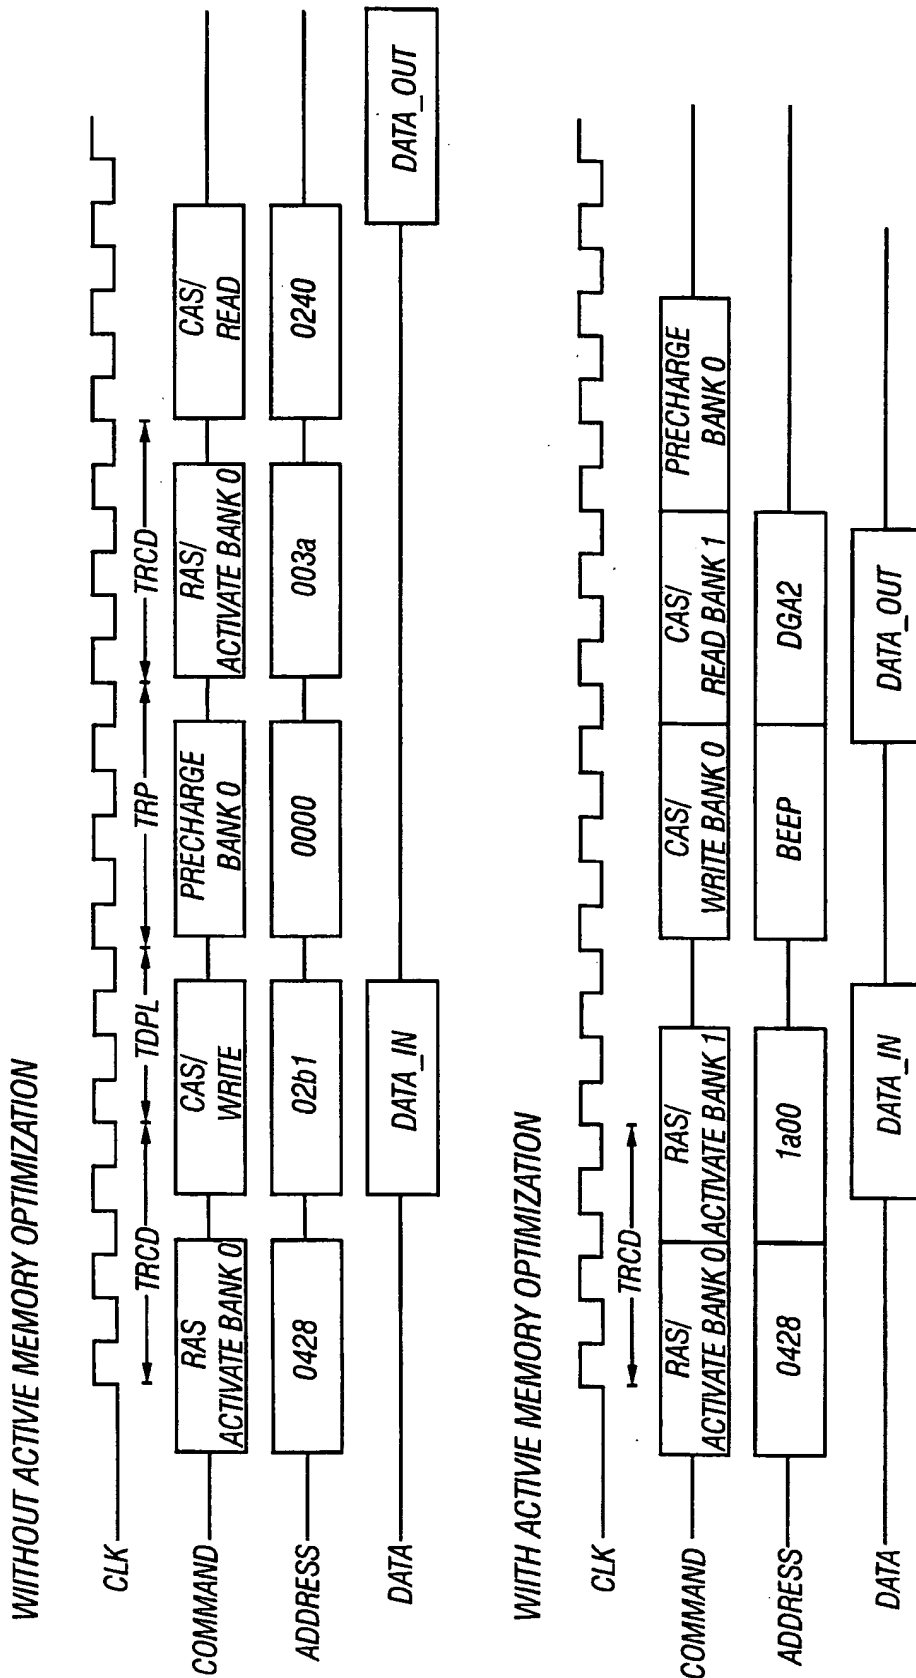 WIITHOUT ACTIVIE MEMORY OPTIMIZATION
CLK
TRCD
TDPL
TRP
TRCD
COMMAND
RAS
ACTIVATE BANK 0
CAS/
WRITE
PRECHARGE
BANK 0
RAS/
ACTIVATE BANK 0
CAS/
READ
ADDRESS
0428
02b1
0000
003a
0240
DATA
DATA_IN
DATA_OUT
WIITH ACTIVIE MEMORY OPTIMIZATION
CLK
TRCD
COMMAND
RAS/
ACTIVATE BANK 0
RAS/
ACTIVATE BANK 1
CAS/
WRITE BANK 0
CAS/
READ BANK 1
PRECHARGE
BANK 0
ADDRESS
0428
1a00
BEEP
DGA2
DATA
DATA_IN
DATA_OUT